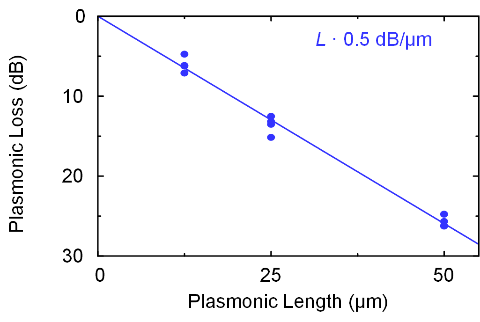 0
L · 0.5 dB/µm
10
20
30
Plasmonic Loss (dB)
0 25 50
Plasmonic Length (µm)